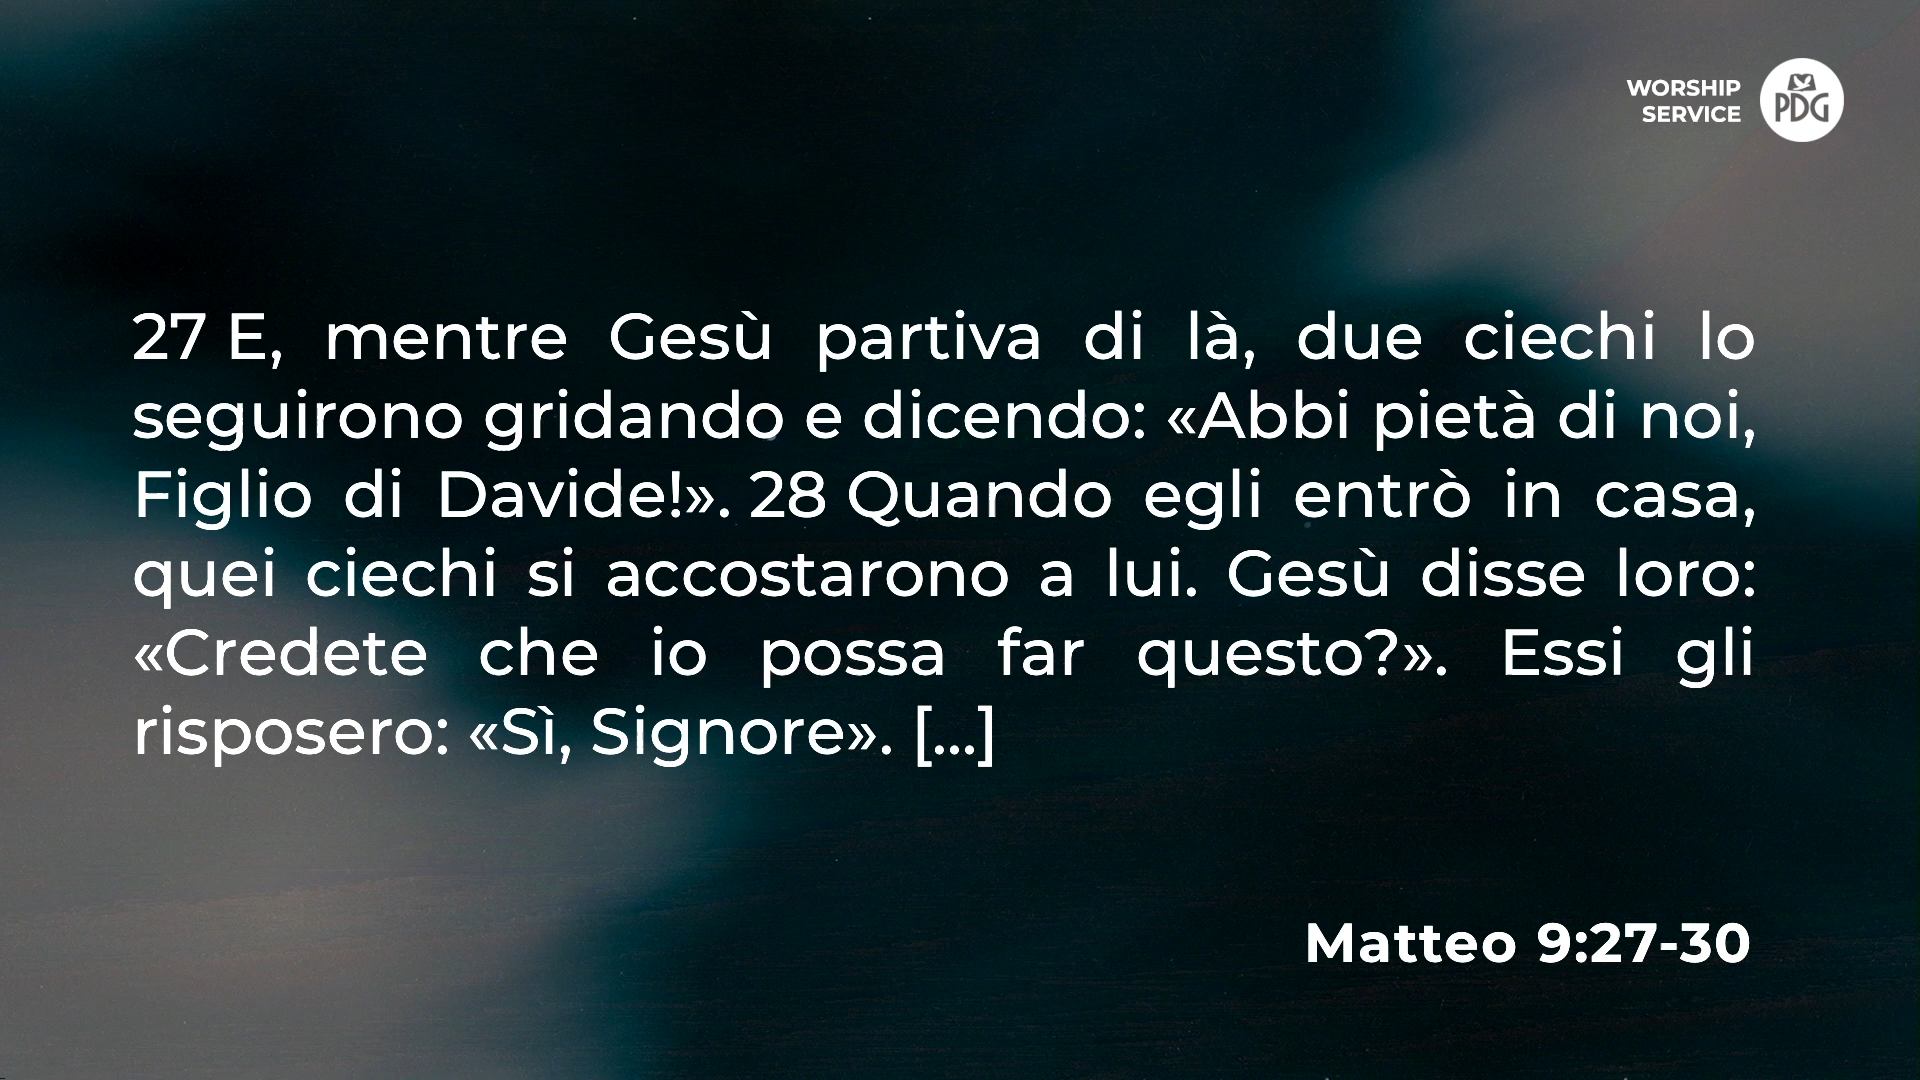 WORSHIP
SERVICE
PDG
27 E, mentre Gesù partiva di là, due ciechi lo
seguirono gridando e dicendo: «Abbi pietà di noi,
Figlio di Davide!». 28 Quando egli entrò in casa,
quei ciechi si accostarono a lui. Gesù disse loro:
«Credete che io possa far questo?». Essi gli
risposero: «Sì, Signore». [...]
Matteo 9:27-30